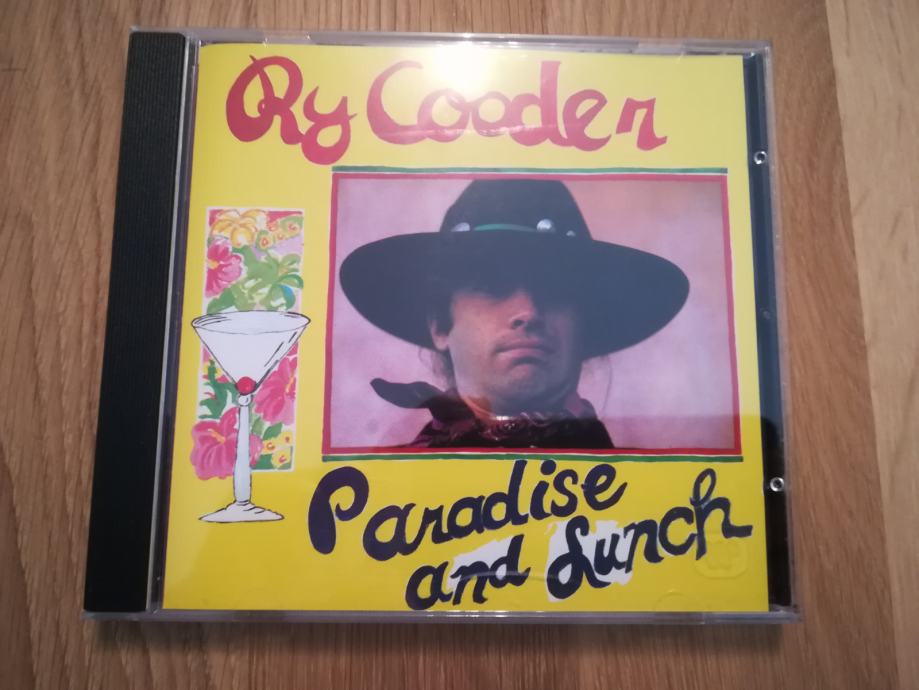 Ry Cooder
Paradise
and Lunch